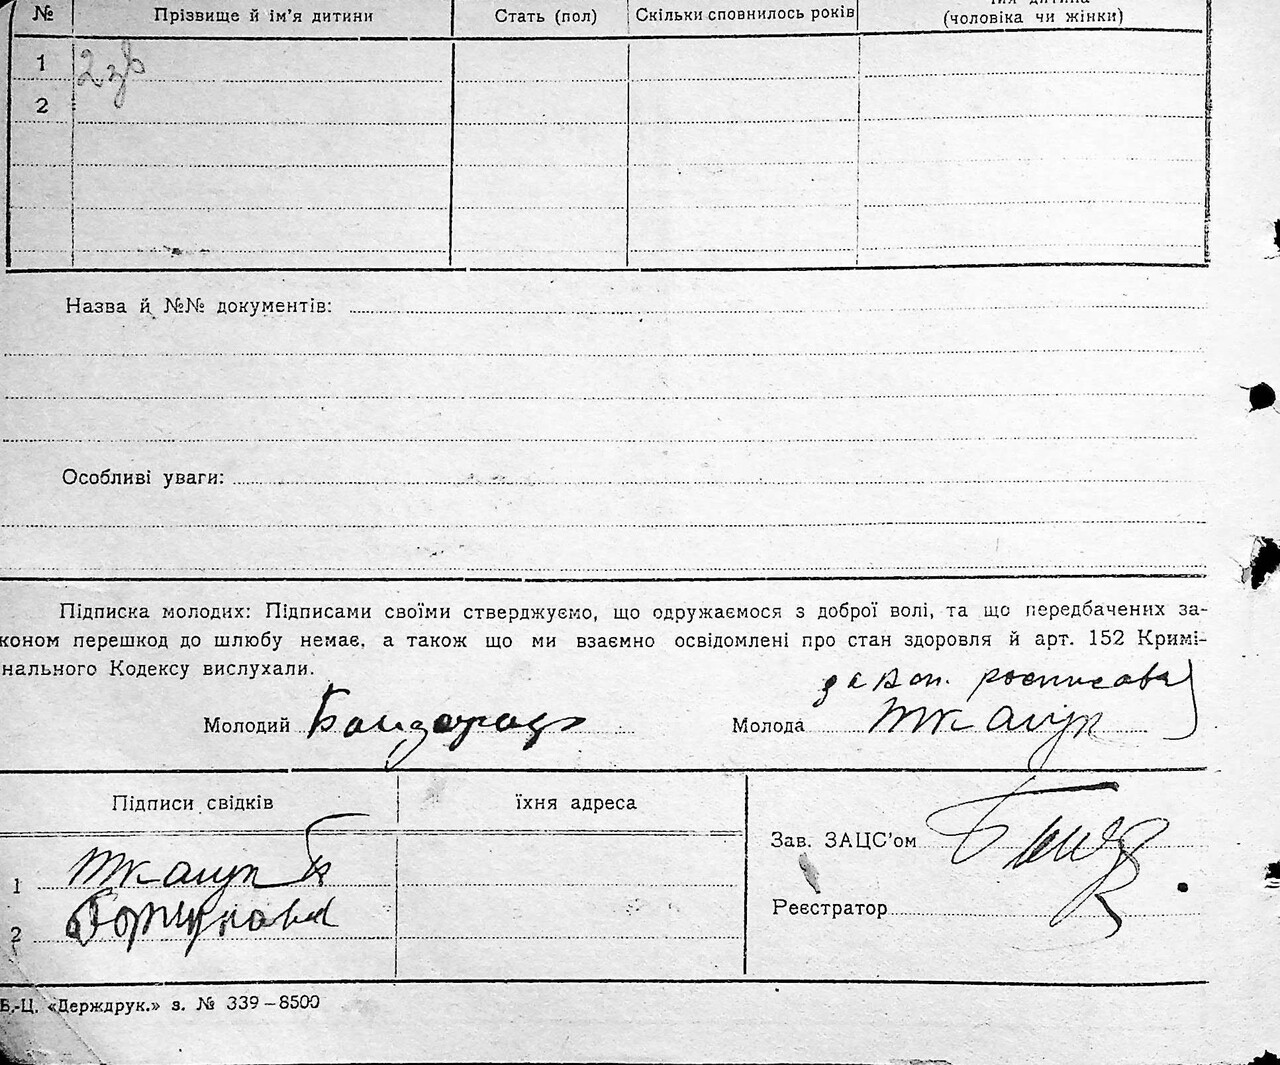 № Прізвище й ім'я дитини Стать (пол) Скільки сповнилось років
(чоловіка чи жінки)
1
2
Назва й №№ документів:
Особливі уваги:
Підписка молодих: Підписами своїми стверджуємо, що одружаємося з доброї волі, та що передбачених за-
коном перешкод до шлюбу немає, а також що ми взаємно освідомлені про стан здоровля й арт. 152 Кримі-
нального Кодексу вислухали.
Молодий Молода Ткачук
Підписи свідків їхня адреса
Зав. ЗАЦС'ом
1 Ткачук
Реєстратор
2
Б.-Ц. «Держдрук.» з. № 339–8500